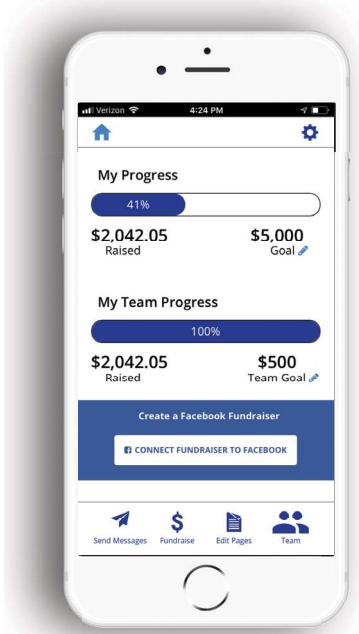 Verizon 4:24 PM
My Progress
41%
$2,042.05 $5,000
Raised Goal
My Team Progress
100%
$2,042.05 $500
Raised Team Goal
Create a Facebook Fundraiser
CONNECT FUNDRAISER TO FACEBOOK
Send Messages Fundraise Edit Pages Team